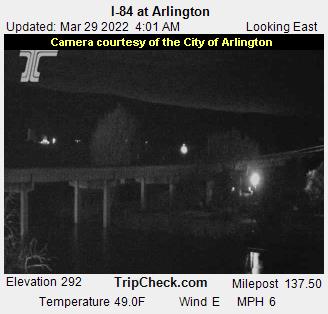 I-84 at Arlington
Updated: Mar 29 2022 4:01 AM Looking East
Camera courtesy of the City of Arlington
Elevation 292 TripCheck.com Milepost 137.50
Temperature 49.0F Wind E MPH 6